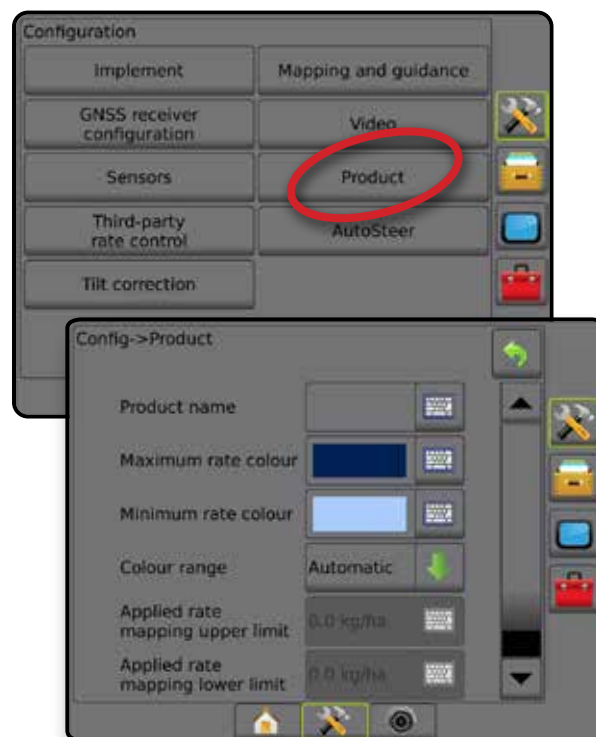 Configuration
Implement
Mapping and guidance
GNSS receiver
configuration
Video
Sensors
Product
Third-party
rate control
AutoSteer
Tilt correction
Config->Product
Product name
Maximum rate colour
Minimum rate colour
Colour range
Automatic
Applied rate
mapping upper limit
0.0 kg/ha
Applied rate
mapping lower limit
0.0 kg/ha